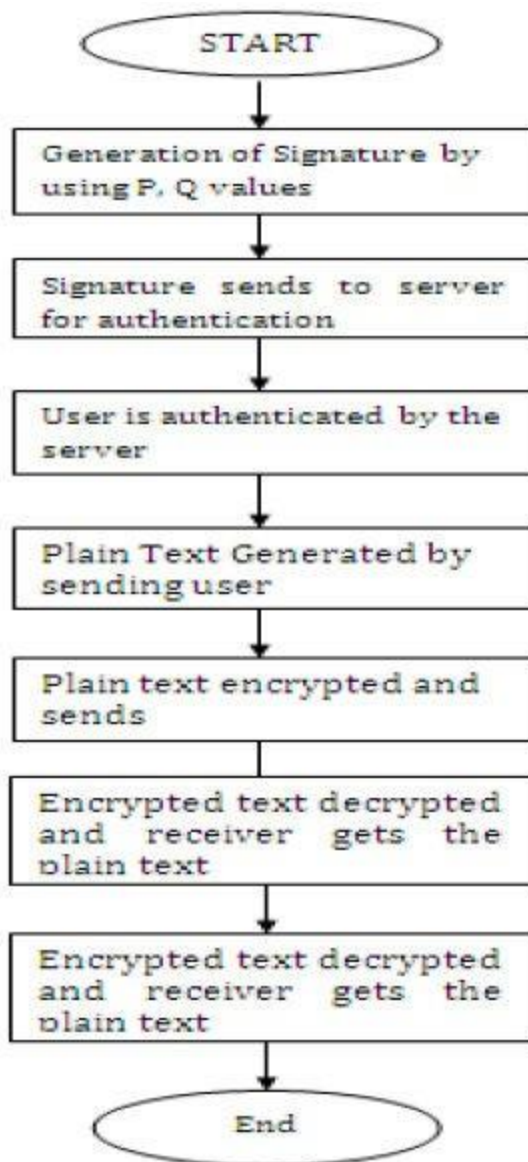 START
Generation of Signature by
using P, Q values
Signature sends to server
for authentication
User is authenticated by the
server
Plain Text Generated by
sending user
Plain text encrypted and
sends
Encrypted text decrypted
and receiver gets the
plain text
Encrypted text decrypted
and receiver gets the
plain text
End